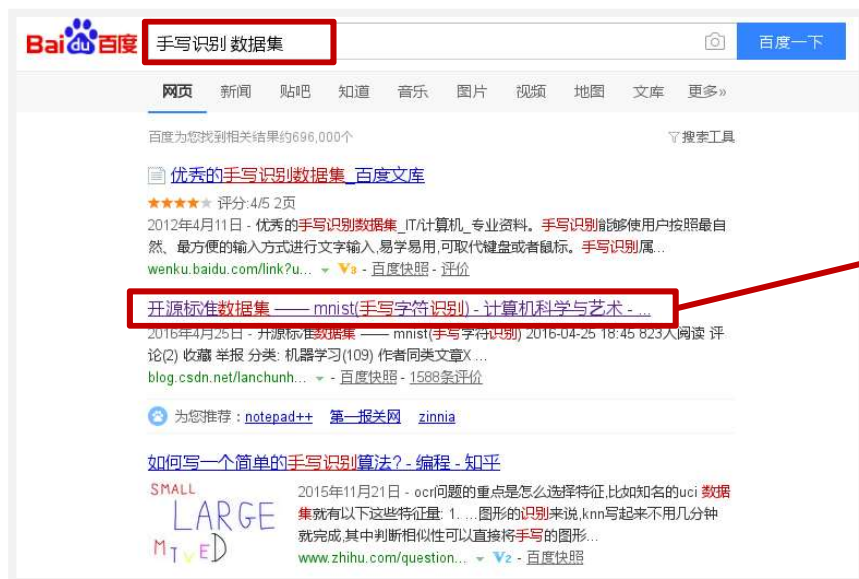 Bai du 百度 手写识别 数据集 百度一下
网页 新闻 贴吧 知道 音乐 图片 视频 地图 文库 更多»
百度为您找到相关结果约696,000个 搜索工具
优秀的手写识别数据集_百度文库
评分:4/5 2页
2012年4月11日 - 优秀的手写识别数据集_IT/计算机_专业资料。手写识别能够使用户按照最自
然、最方便的输入方式进行文字输入,易学易用,可取代键盘或者鼠标。手写识别属...
wenku.baidu.com/link?u... V3 - 百度快照 - 评价
开源标准数据集 —— mnist(手写字符识别) - 计算机科学与艺术 - ...
2016年4月25日 - 开源标准数据集 —— mnist(手写字符识别) 2016-04-25 18:45 823人阅读 评
论(2) 收藏 举报 分类: 机器学习(109) 作者同类文章X ...
blog.csdn.net/lanchunh... - 百度快照 - 1588条评价
为您推荐：notepad++ 第一报关网 zinnia
如何写一个简单的手写识别算法? - 编程 - 知乎
SMALL
LARGE
MIVED
2015年11月21日 - ocr问题的重点是怎么选择特征,比如知名的uci 数据
集就有以下这些特征量: 1. ...图形的识别来说,knn写起来不用几分钟
就完成,其中判断相似性可以直接将手写的图形...
www.zhihu.com/question... V2 - 百度快照